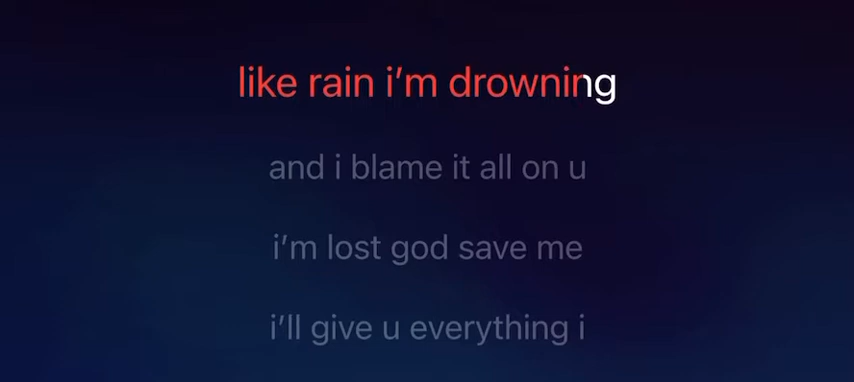 like rain i’m drowning
and i blame it all on u
i’m lost god save me
i’ll give u everything i